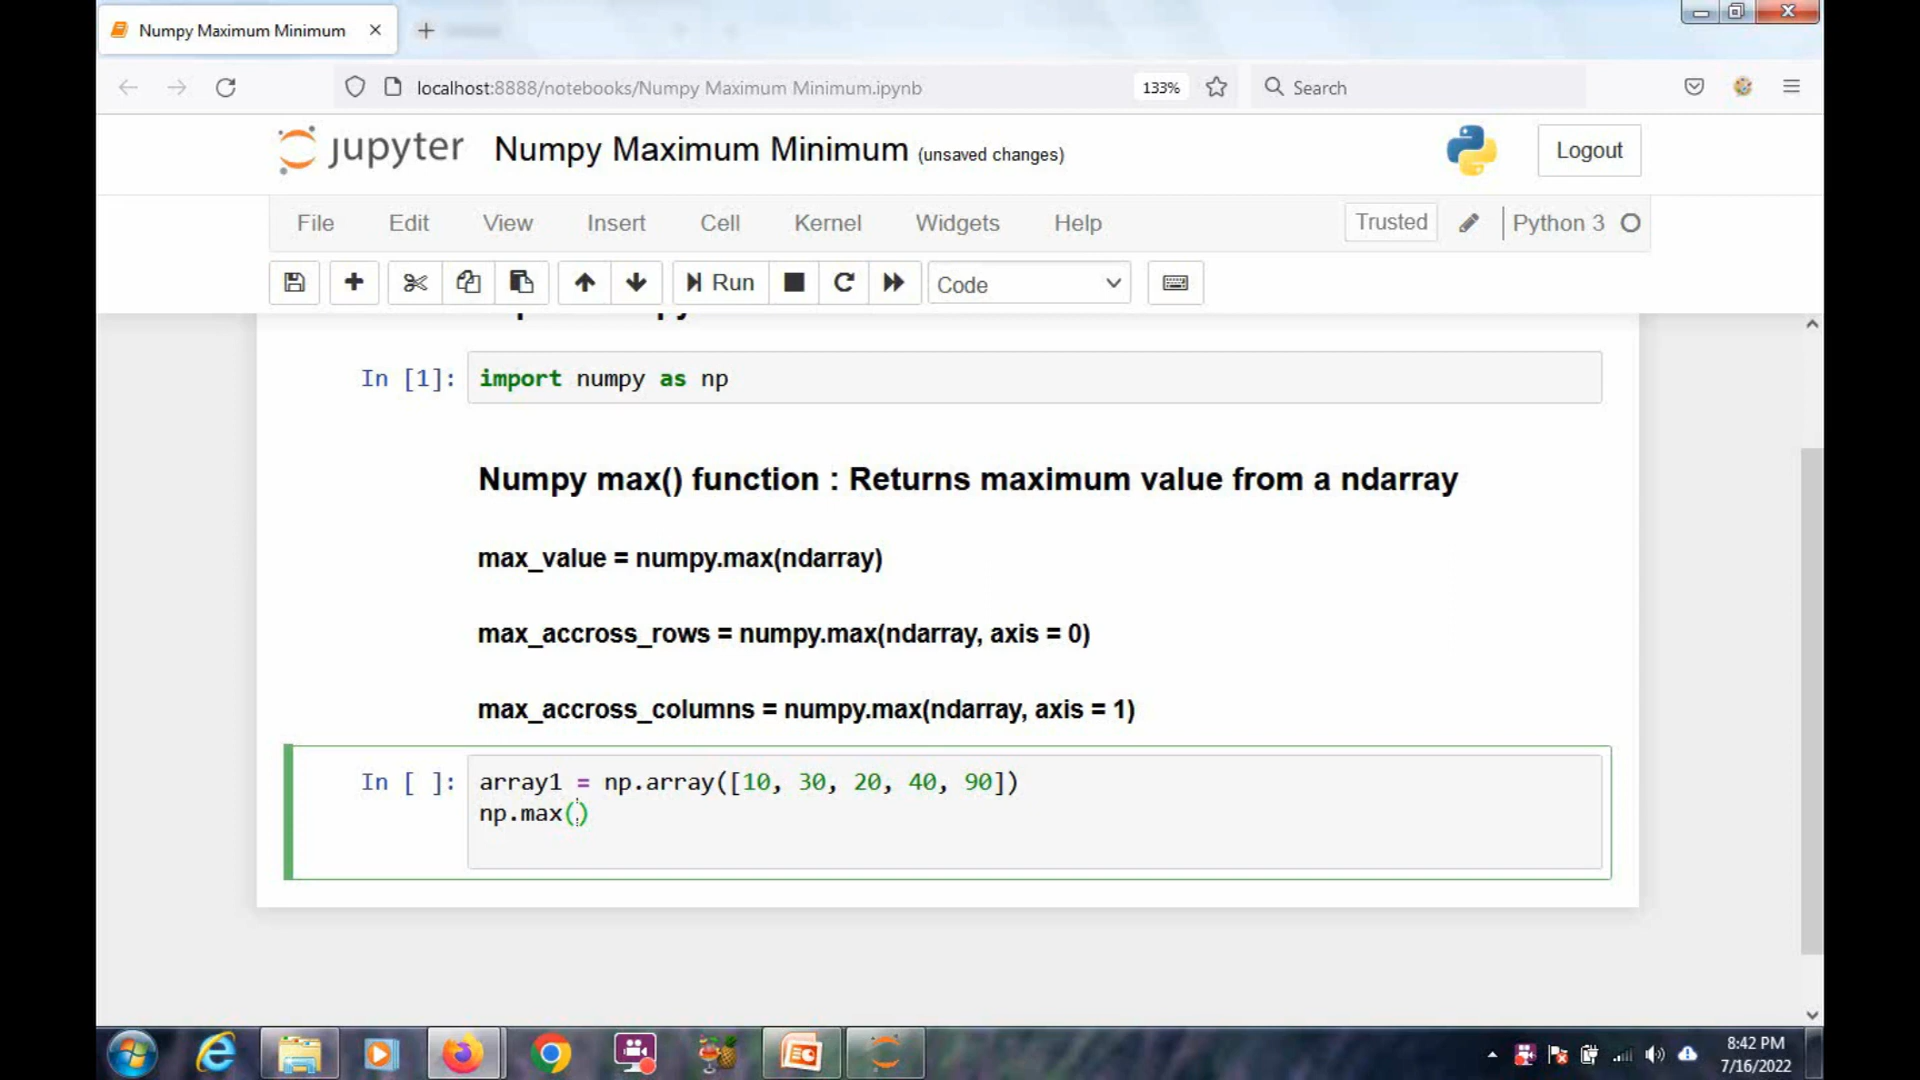 Numpy Maximum Minimum
localhost:8888/notebooks/Numpy Maximum Minimum.ipynb
133%
Search
jupyter
Numpy Maximum Minimum (unsaved changes)
Logout
File Edit View Insert Cell Kernel Widgets Help
Trusted
Python 3
Run
Code
In [1]:
import numpy as np
Numpy max() function : Returns maximum value from a ndarray
max_value = numpy.max(ndarray)
max_accross_rows = numpy.max(ndarray, axis = 0)
max_accross_columns = numpy.max(ndarray, axis = 1)
In [ ]:
array1 = np.array([10, 30, 20, 40, 90])
np.max()
8:42 PM
7/16/2022